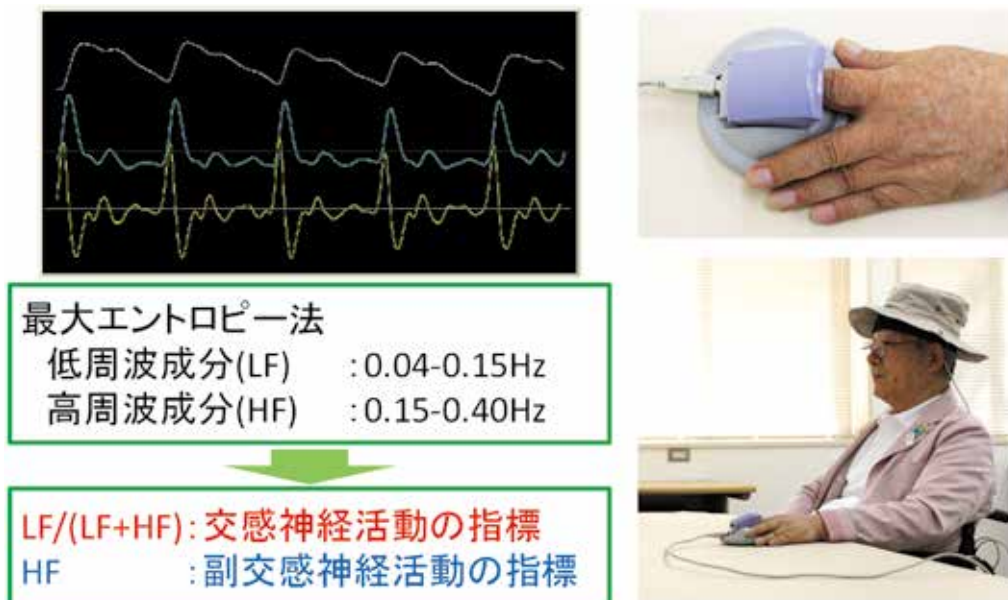 最大エントロピー法
低周波成分(LF) :0.04-0.15Hz
高周波成分(HF) :0.15-0.40Hz
LF/(LF+HF):交感神経活動の指標
HF :副交感神経活動の指標